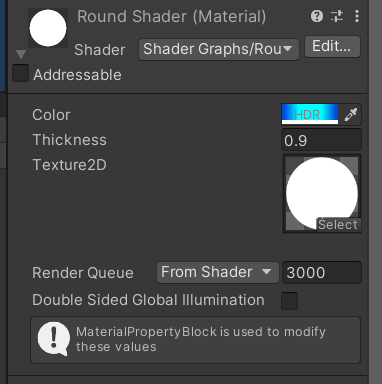 Round Shader (Material)
Shader Shader Graphs/Rou Edit...
Addressable
Color HDR
Thickness 0.9
Texture2D
Select
Render Queue From Shader 3000
Double Sided Global Illumination
MaterialPropertyBlock is used to modify
these values